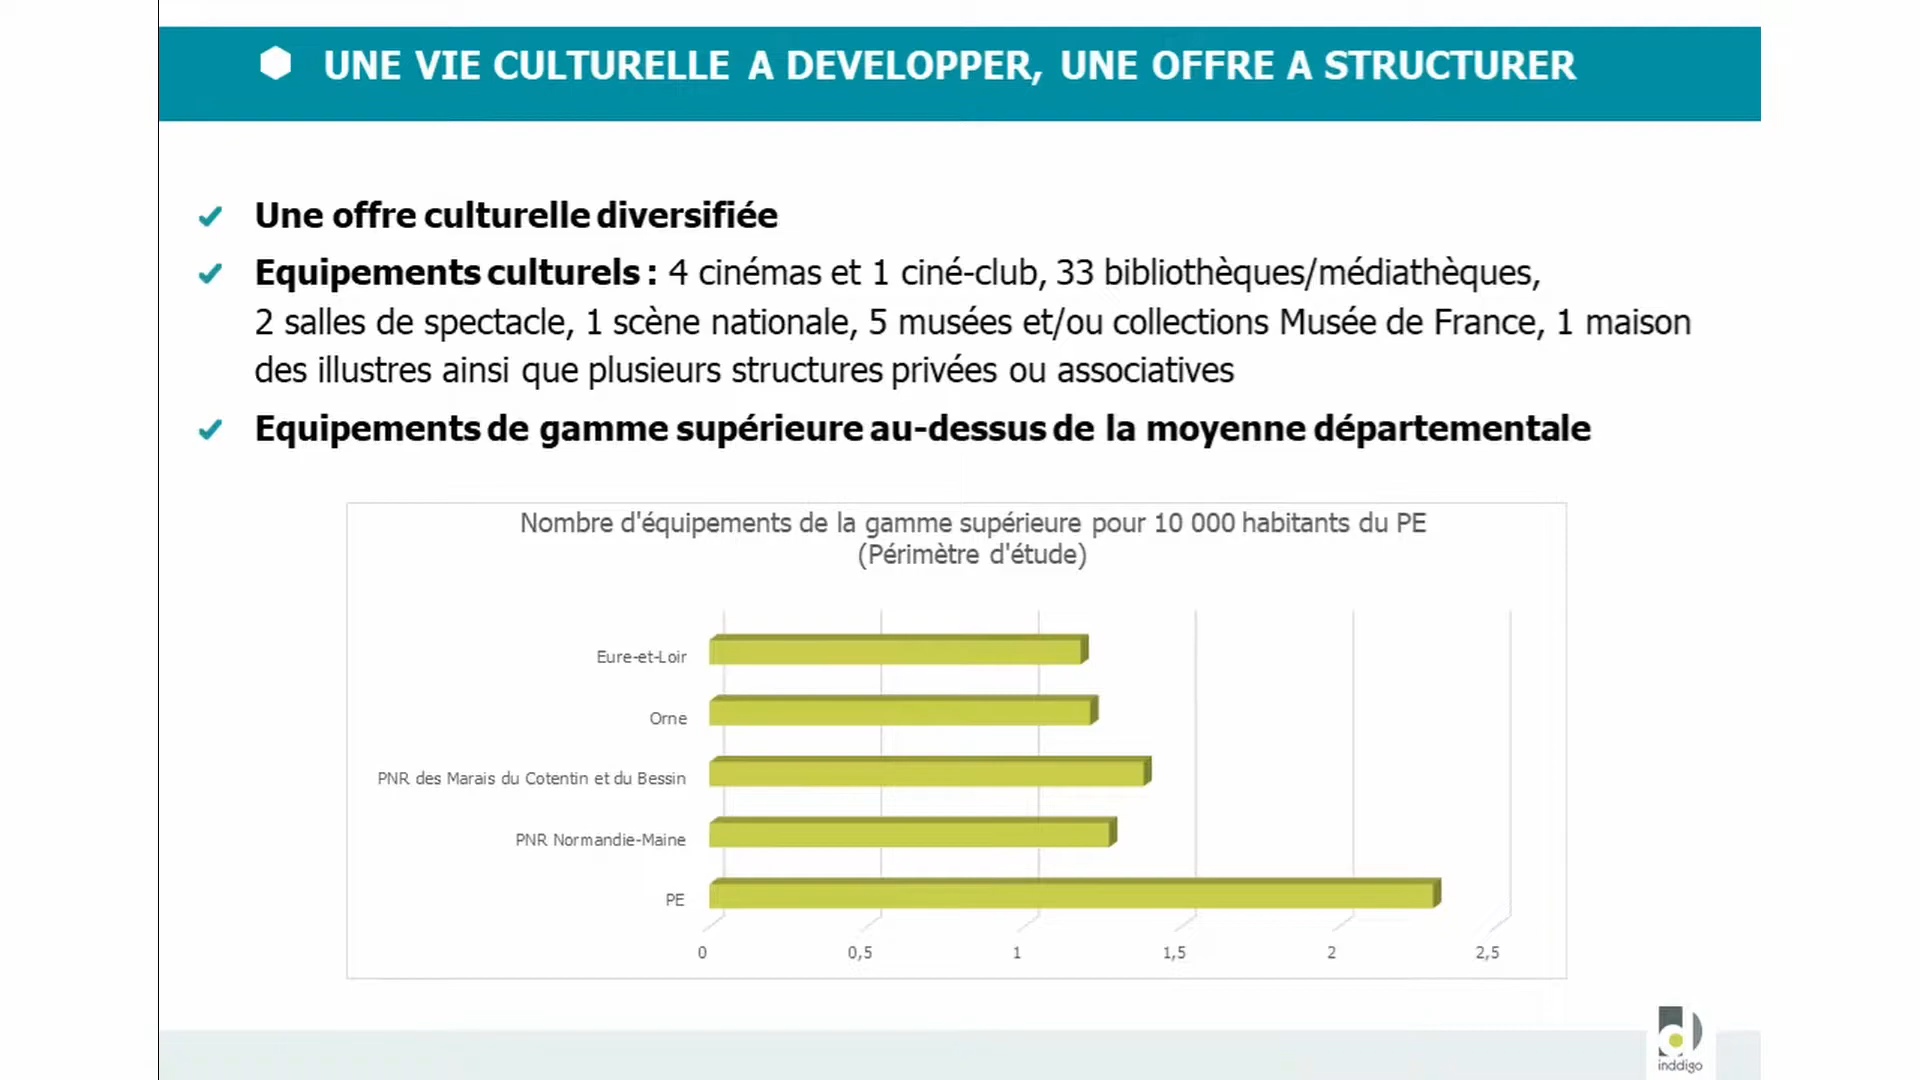 UNE VIE CULTURELLE A DEVELOPPER, UNE OFFRE A STRUCTURER
Une offre culturelle diversifiée
Equipements culturels : 4 cinémas et 1 ciné-club, 33 bibliothèques/médiathèques,
2 salles de spectacle, 1 scène nationale, 5 musées et/ou collections Musée de France, 1 maison
des illustres ainsi que plusieurs structures privées ou associatives
Equipements de gamme supérieure au-dessus de la moyenne départementale
Nombre d'équipements de la gamme supérieure pour 10 000 habitants du PE
(Périmètre d'étude)
Eure-et-Loir
Orne
PNR des Marais du Cotentin et du Bessin
PNR Normandie-Maine
PE
0 0,5 1 1,5 2 2,5
inddigo